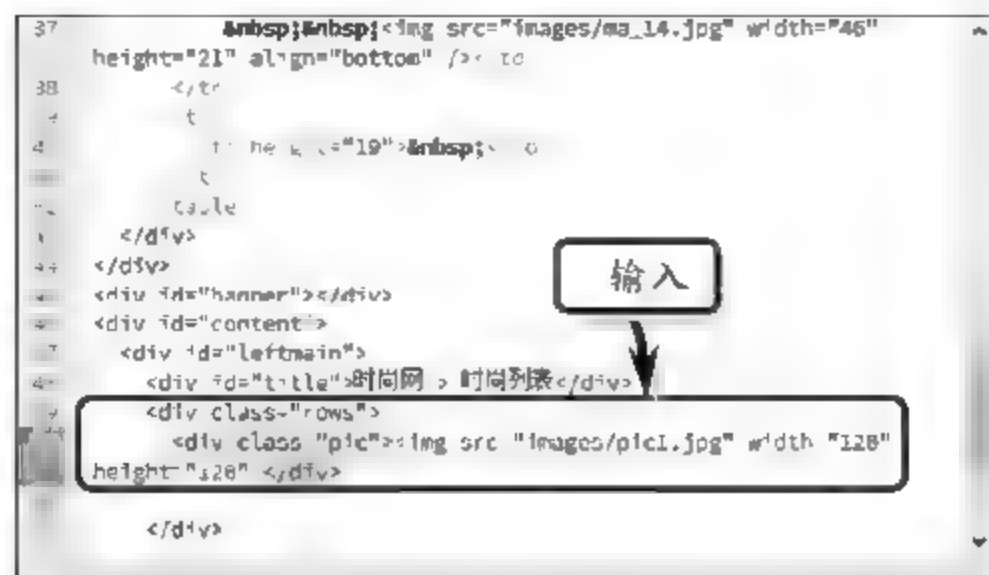 37 &nbsp;&nbsp;<img src="images/ma_14.jpg" width="46"
height="21" align="bottom" />
38 </tr
"19">&nbsp;
table
</div>
</div>
<div id="banner"></div>
<div id="content">
<div id="leftmain">
<div id="title">时尚网 > 时尚列表</div>
输入
<div class="rows">
<div class "pic"><img src "images/pic1.jpg" width "128"
height "128" </div>
</div>